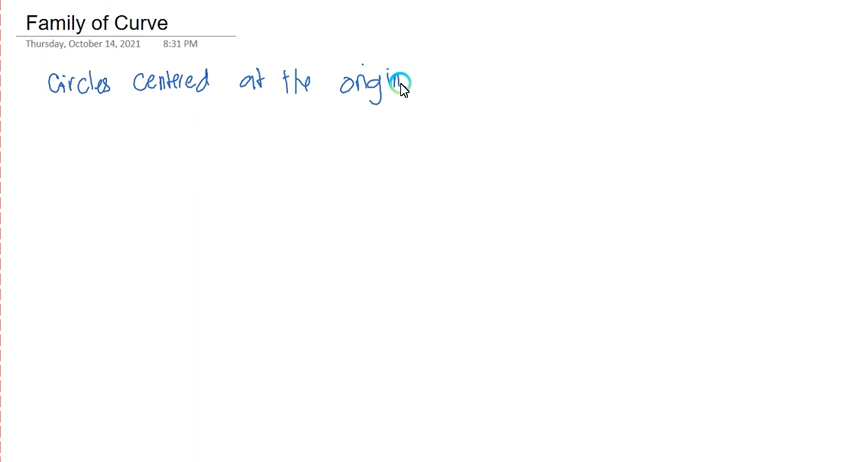 Family of Curve
Thursday, October 14, 2021 8:31 PM
Circles centered at the origin